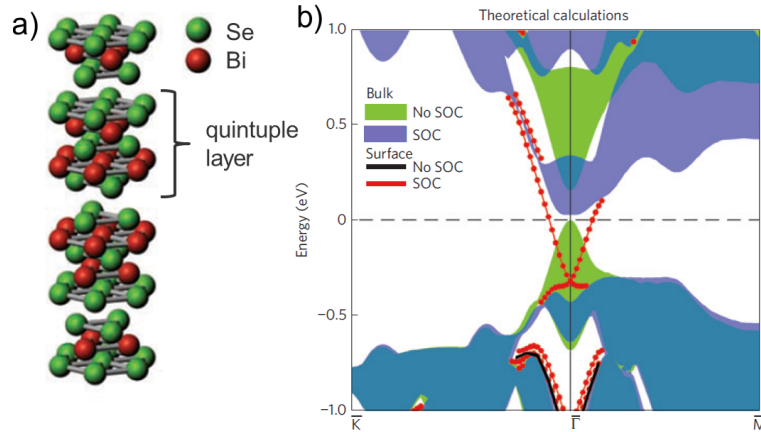 a)
Se
Bi
quintuple
layer
b)
Theoretical calculations
1.0
0.5
0
−0.5
−1.0
Energy (eV)
Bulk
No SOC
SOC
Surface
No SOC
SOC
K̅
Γ̅
M̅